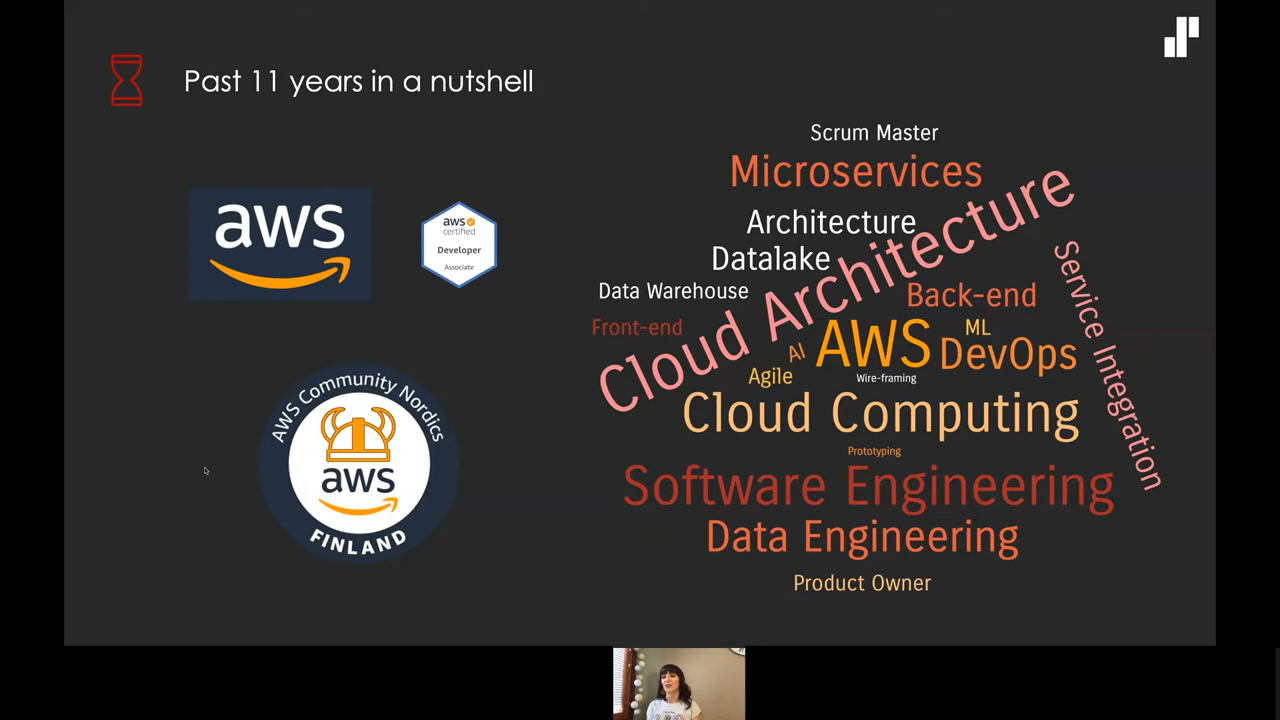 Past 11 years in a nutshell
aws
aws
certified
Developer
Associate
AWS Community Nordics
aws
FINLAND
Scrum Master
Microservices
Architecture
Datalake
Cloud Architecture
Data Warehouse
Back-end
Service Integration
Front-end
AI
AWS
ML
DevOps
Agile
Wire-framing
Cloud Computing
Prototyping
Software Engineering
Data Engineering
Product Owner